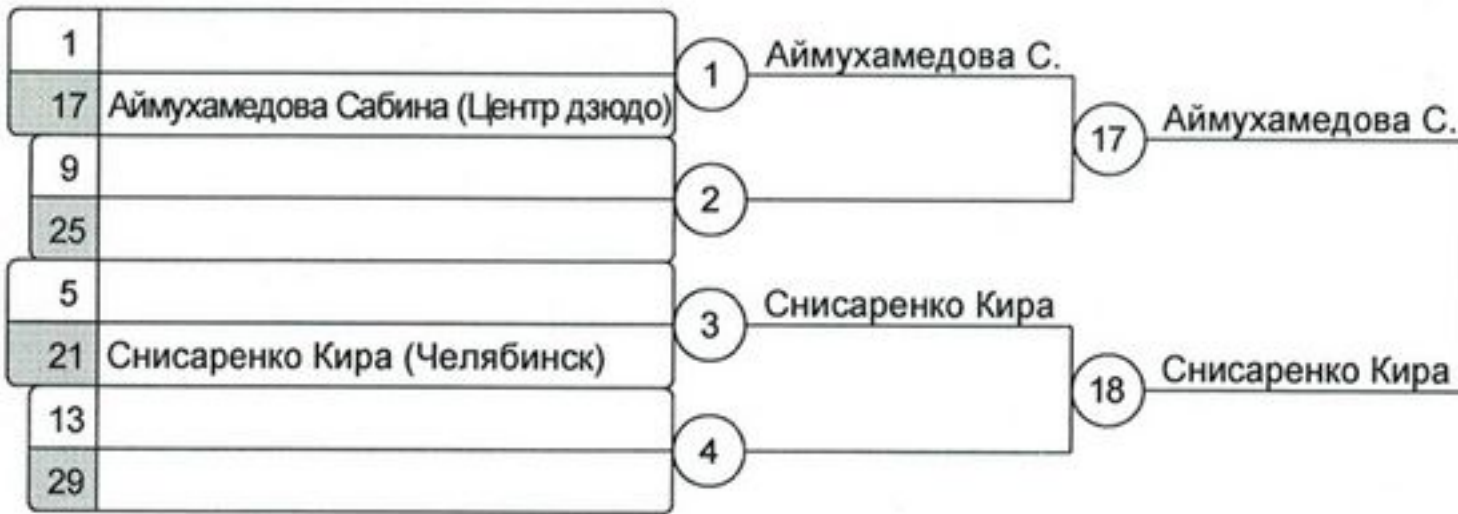 1
17 Аймухамедова Сабина (Центр дзюдо)
9
25
5
21 Снисаренко Кира (Челябинск)
13
29
1 Аймухамедова С.
2
3 Снисаренко Кира
4
17 Аймухамедова С.
18 Снисаренко Кира